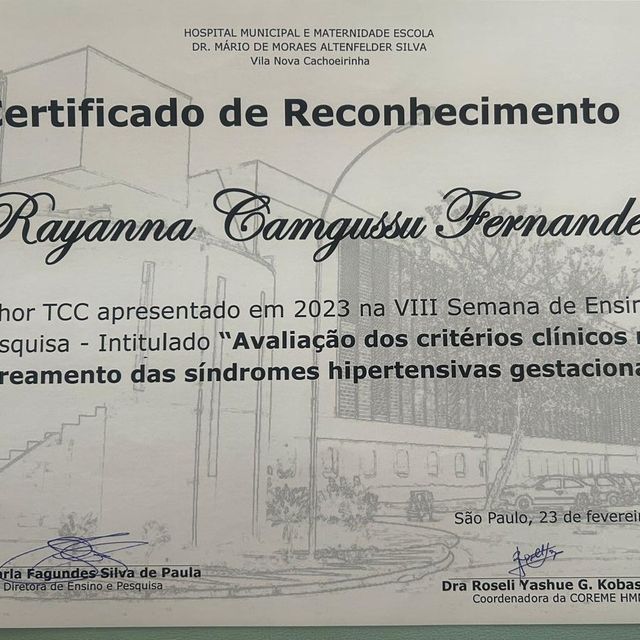 HOSPITAL MUNICIPAL E MATERNIDADE ESCOLA
DR. MÁRIO DE MORAES ALTENFELDER SILVA
Vila Nova Cachoeirinha
ertificado de Reconhecimento
Rayanna Camgussu Fernande
hor TCC apresentado em 2023 na VIII Semana de Ensin
squisa - Intitulado “Avaliação dos critérios clínicos
reamento das síndromes hipertensivas gestaciona
São Paulo, 23 de feverei
arla Fagundes Silva de Paula
Diretora de Ensino e Pesquisa
Dra Roseli Yashue G. Kobas
Coordenadora da COREME HM